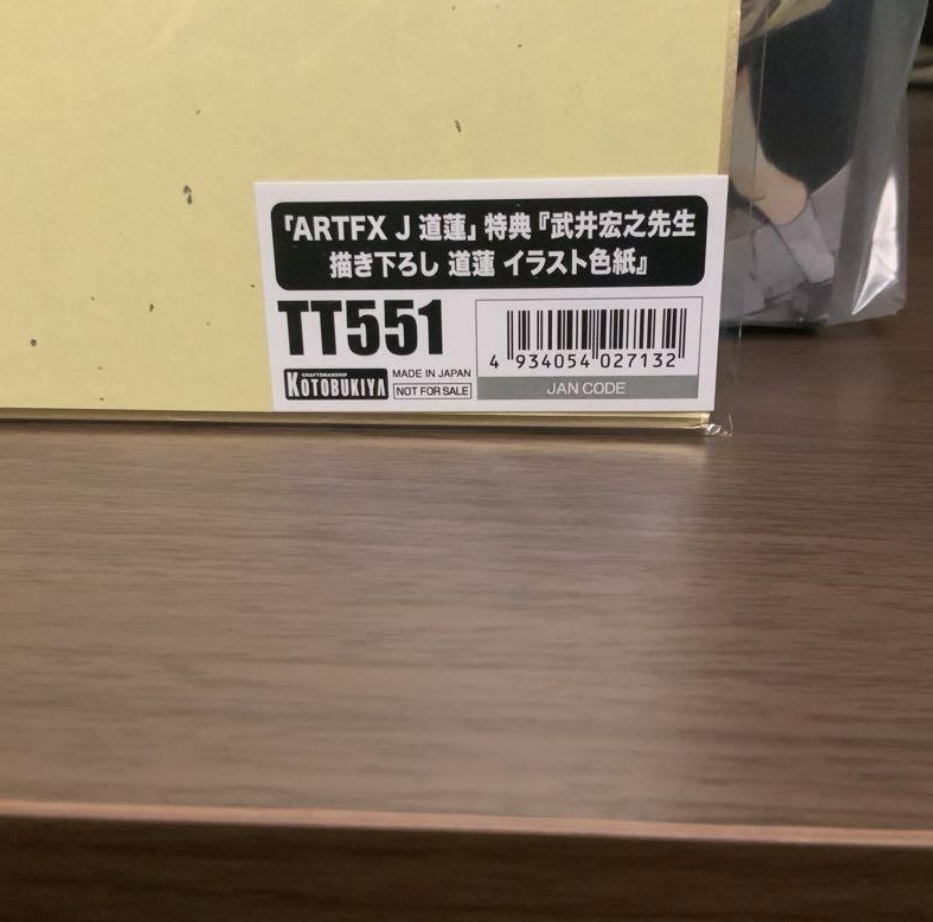 「ARTFX J 道蓮」特典『武井宏之先生
描き下ろし 道蓮 イラスト色紙』
TT551
4 934054 027132
CRAFTSMANSHIP
KOTOBUKIYA
MADE IN JAPAN
NOT FOR SALE
JAN CODE